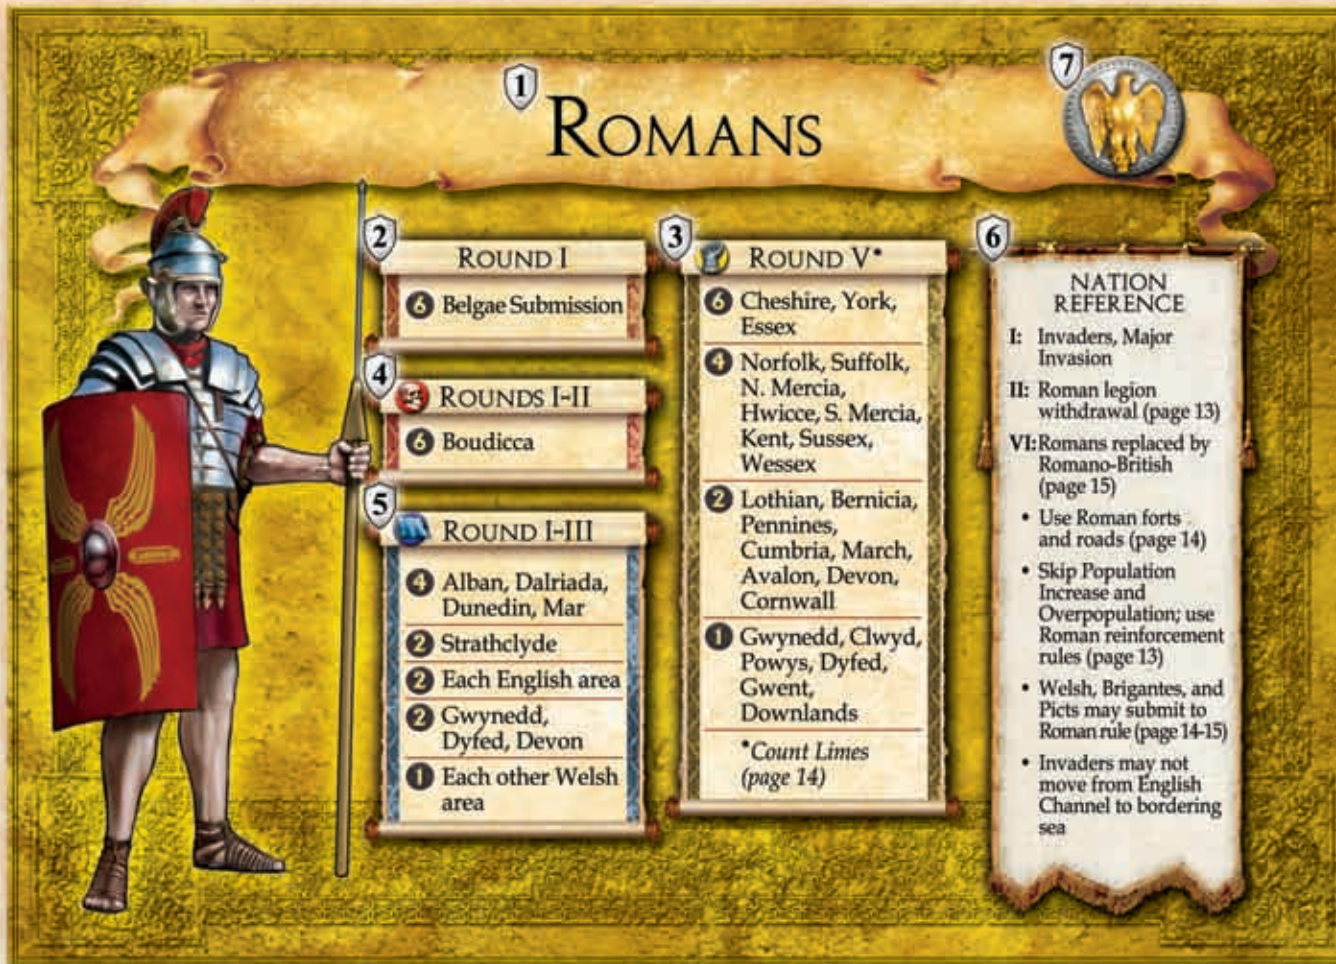 1
ROMANS
7
2
ROUND I
6 Belgae Submission
4
ROUNDS I-II
6 Boudicca
5
ROUND I-III
4 Alban, Dalriada,
Dunedin, Mar
2 Strathclyde
2 Each English area
2 Gwynedd,
Dyfed, Devon
1 Each other Welsh
area
3
ROUND V*
6 Cheshire, York,
Essex
4 Norfolk, Suffolk,
N. Mercia,
Hwicce, S. Mercia,
Kent, Sussex,
Wessex
2 Lothian, Bernicia,
Pennines,
Cumbria, March,
Avalon, Devon,
Cornwall
1 Gwynedd, Clwyd,
Powys, Dyfed,
Gwent,
Downlands
*Count Limes
(page 14)
6
NATION
REFERENCE
I: Invaders, Major
Invasion
II: Roman legion
withdrawal (page 13)
VI: Romans replaced by
Romano-British
(page 15)
• Use Roman forts
and roads (page 14)
• Skip Population
Increase and
Overpopulation; use
Roman reinforcement
rules (page 13)
• Welsh, Brigantes, and
Picts may submit to
Roman rule (page 14-15)
• Invaders may not
move from English
Channel to bordering
sea